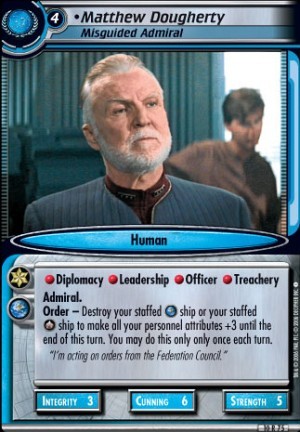 4 •Matthew Dougherty
Misguided Admiral
Human
Diplomacy Leadership Officer Treachery
Admiral.
Order – Destroy your staffed ship or your staffed
ship to make all your personnel attributes +3 until the
end of this turn. You may do this only only once each turn.
"I'm acting on orders from the Federation Council."
INTEGRITY 3 CUNNING 6 STRENGTH 5